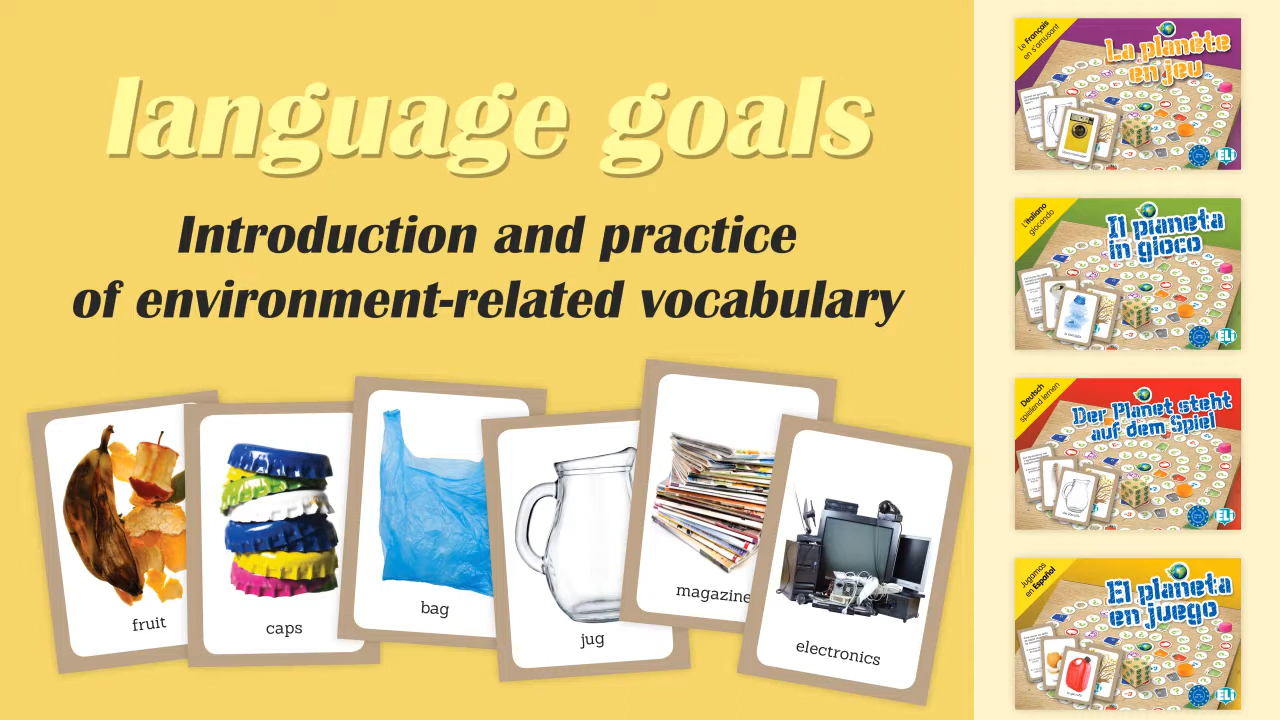 language goals
Introduction and practice
of environment-related vocabulary
fruit
caps
bag
jug
magazine
electronics
Le Français
en s'amusant
La planète
en jeu
ELi
L'italiano
giocando
Il pianeta
in gioco
ELi
Deutsch
spielend lernen
Der Planet steht
auf dem Spiel
ELi
Jugamos
en Español
El planeta
en juego
ELi